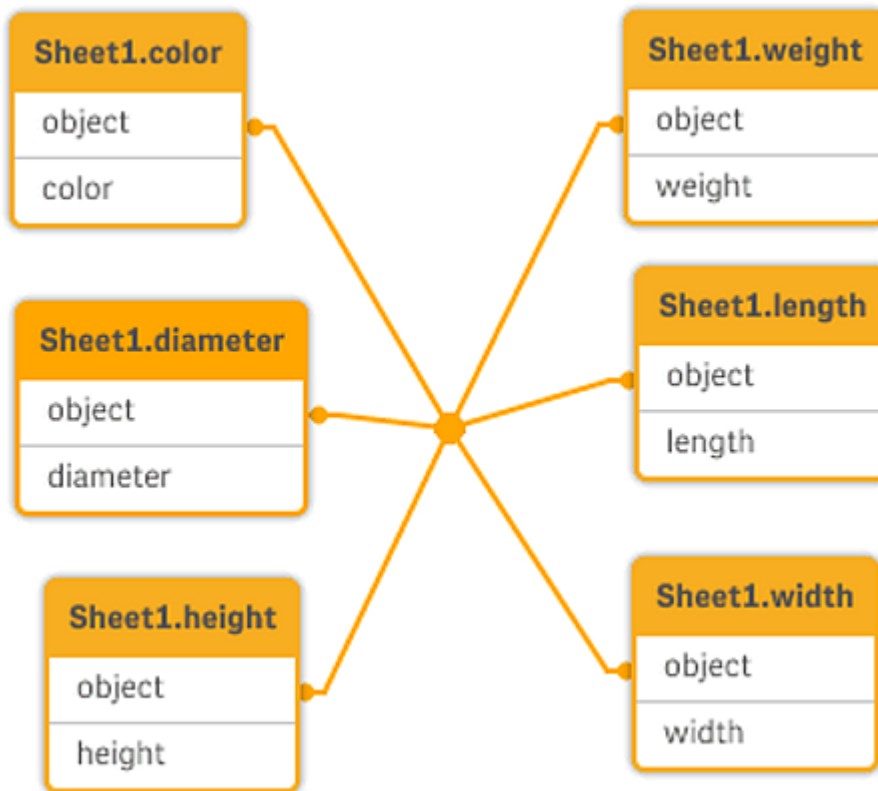 Sheet1.color
object
color
Sheet1.diameter
object
diameter
Sheet1.height
object
height
Sheet1.weight
object
weight
Sheet1.length
object
length
Sheet1.width
object
width